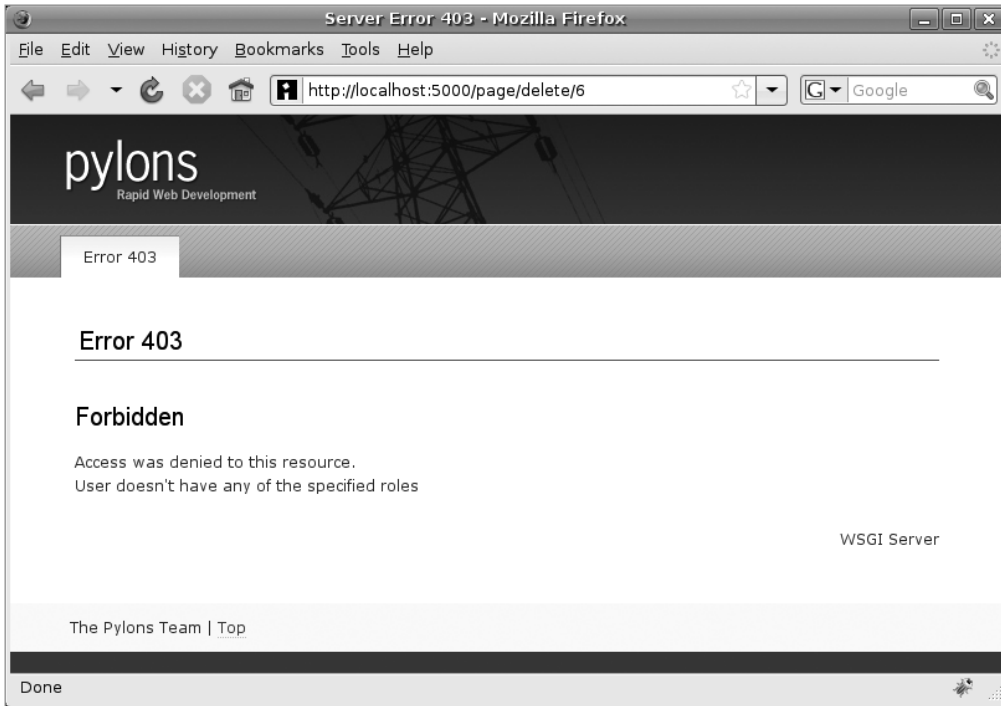 Server Error 403 - Mozilla Firefox
File Edit View History Bookmarks Tools Help
http://localhost:5000/page/delete/6
G Google
pylons
Rapid Web Development
Error 403
Error 403
Forbidden
Access was denied to this resource.
User doesn't have any of the specified roles
WSGI Server
The Pylons Team | Top
Done